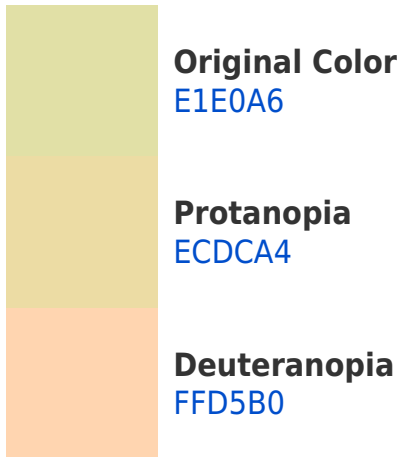 Original Color
E1E0A6
Protanopia
ECDCA4
Deuteranopia
FFD5B0